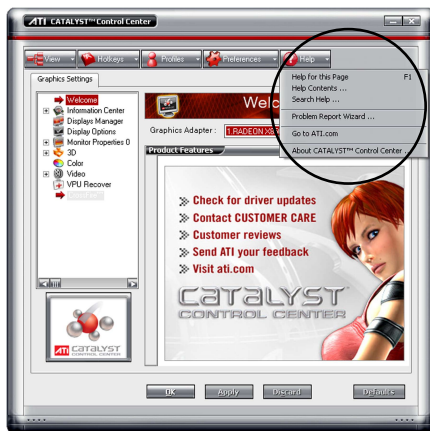 ATI CATALYST™ Control Center
View
Hotkeys
Profiles
Preferences
Help
Help for this Page F1
Help Contents ...
Search Help ...
Problem Report Wizard ...
Go to ATI.com
About CATALYST™ Control Center ...
Graphics Settings
Welcome
Information Center
Displays Manager
Display Options
Monitor Properties 0
3D
Color
Video
VPU Recover
Welc
Graphics Adapter :
1.RADEON
Product Features
Check for driver updates
Contact CUSTOMER CARE
Customer reviews
Send ATI your feedback
Visit ati.com
CATALYST
CONTROL CENTER
ATI CATALYST
CONTROL CENTER
OK
Apply
Discard
Defaults